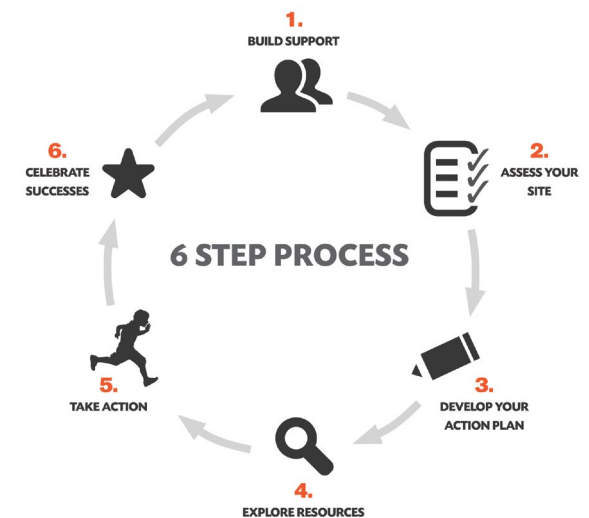 1.
BUILD SUPPORT
2.
ASSESS YOUR
SITE
3.
DEVELOP YOUR
ACTION PLAN
4.
EXPLORE RESOURCES
5.
TAKE ACTION
6.
CELEBRATE
SUCCESSES
6 STEP PROCESS